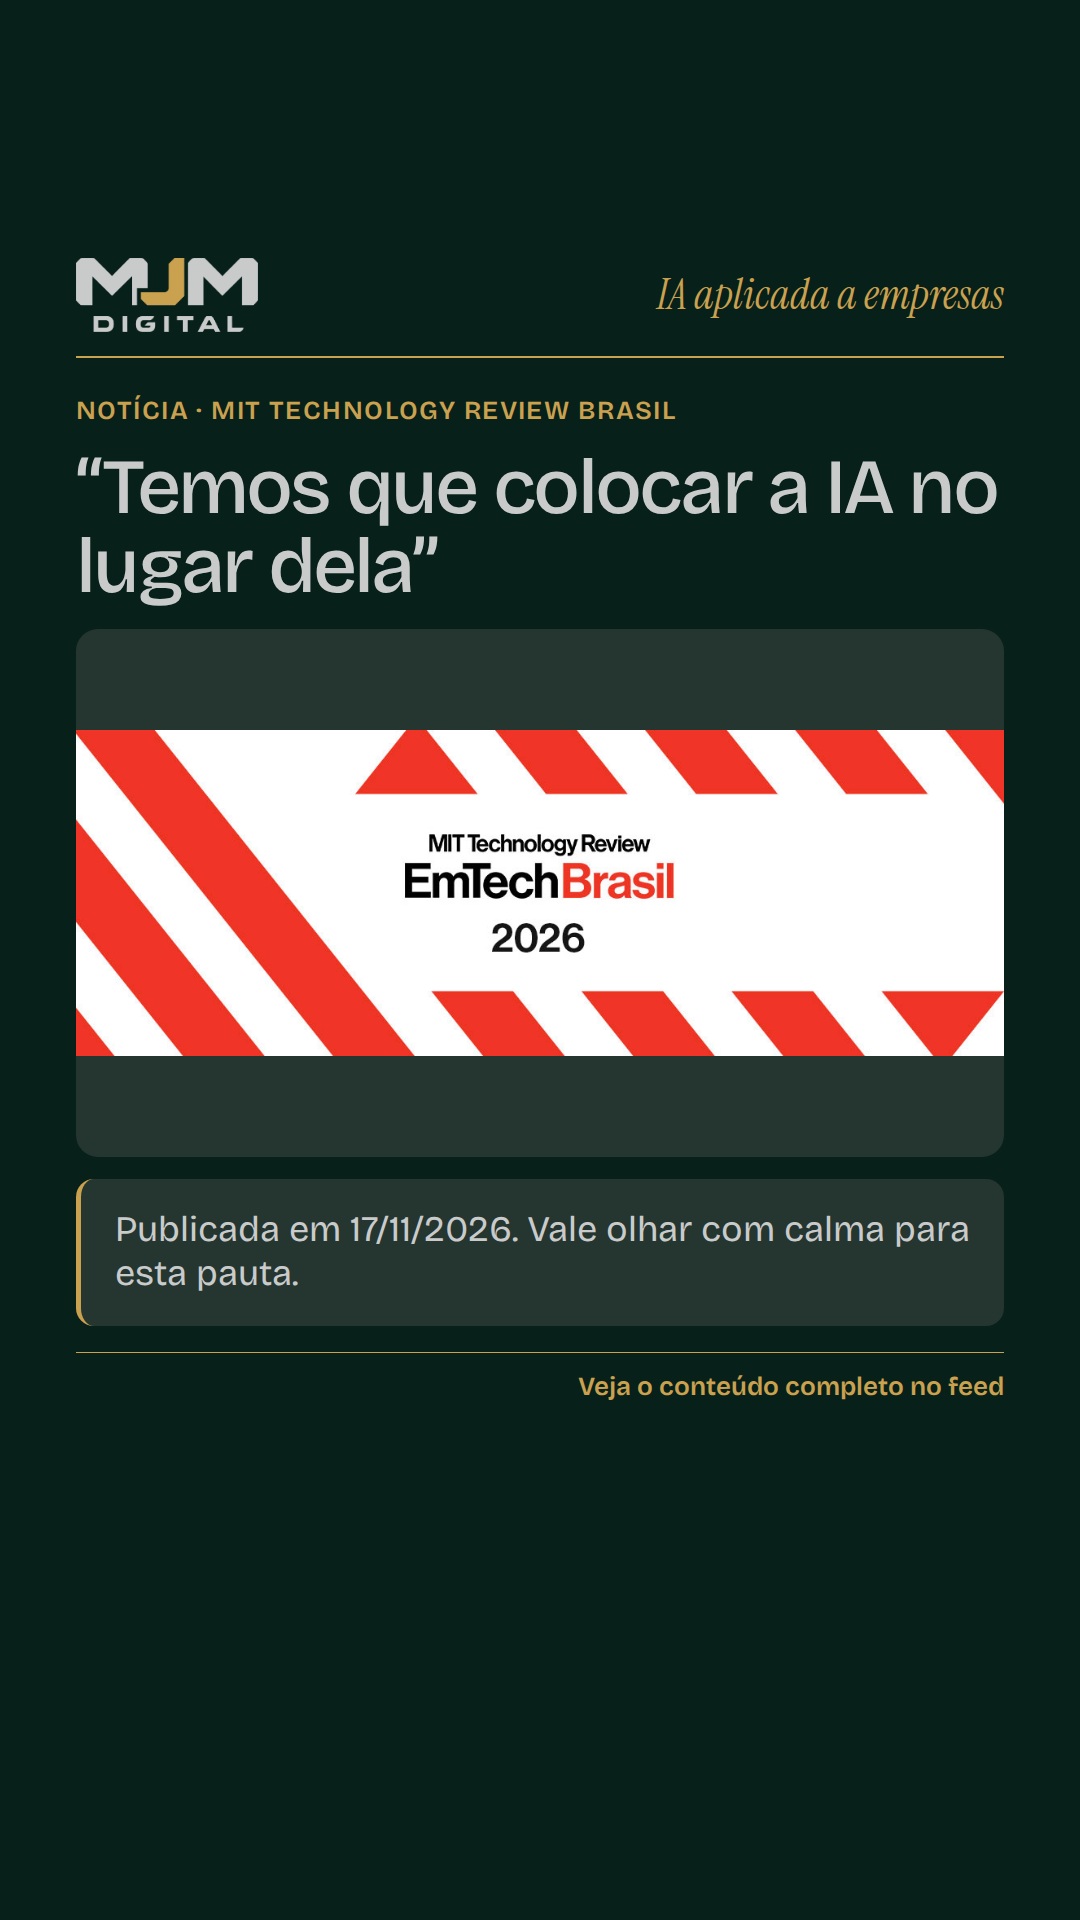 MJM
DIGITAL
IA aplicada a empresas
NOTÍCIA · MIT TECHNOLOGY REVIEW BRASIL
“Temos que colocar a IA no
lugar dela”
MIT Technology Review
EmTechBrasil
2026
Publicada em 17/11/2026. Vale olhar com calma para
esta pauta.
Veja o conteúdo completo no feed